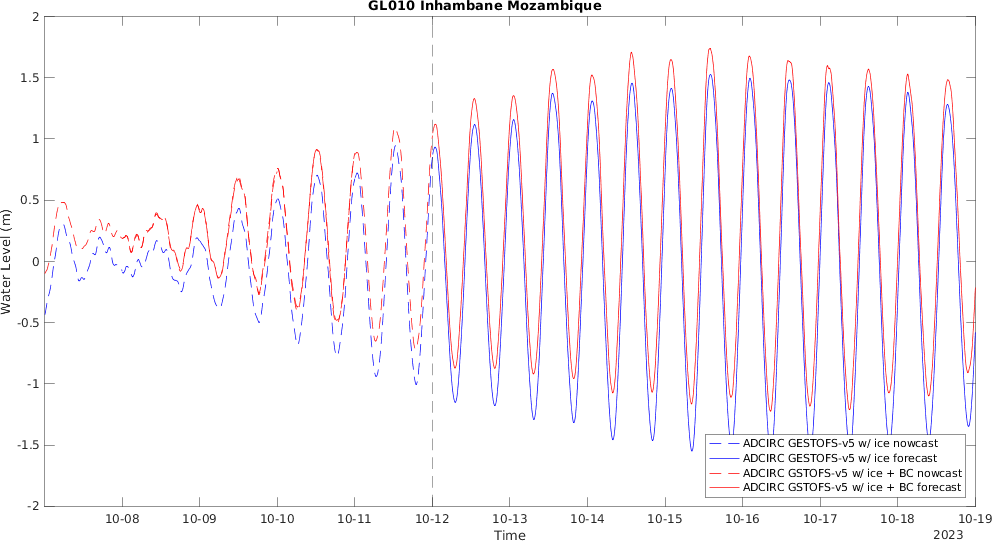 GL010 Inhambane Mozambique
2
1.5
1
0.5
0
-0.5
-1
-1.5
-2
Water Level (m)
ADCIRC GESTOFS-v5 w/ ice nowcast
ADCIRC GESTOFS-v5 w/ ice forecast
ADCIRC GSTOFS-v5 w/ ice + BC nowcast
ADCIRC GSTOFS-v5 w/ ice + BC forecast
10-08 10-09 10-10 10-11 10-12 10-13 10-14 10-15 10-16 10-17 10-18 10-19
Time
2023